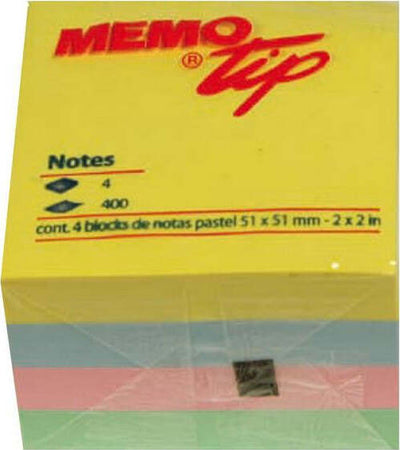 MEMO
® Tip
Notes
4
400
cont. 4 blocks de notas pastel 51 x 51 mm - 2 x 2 in